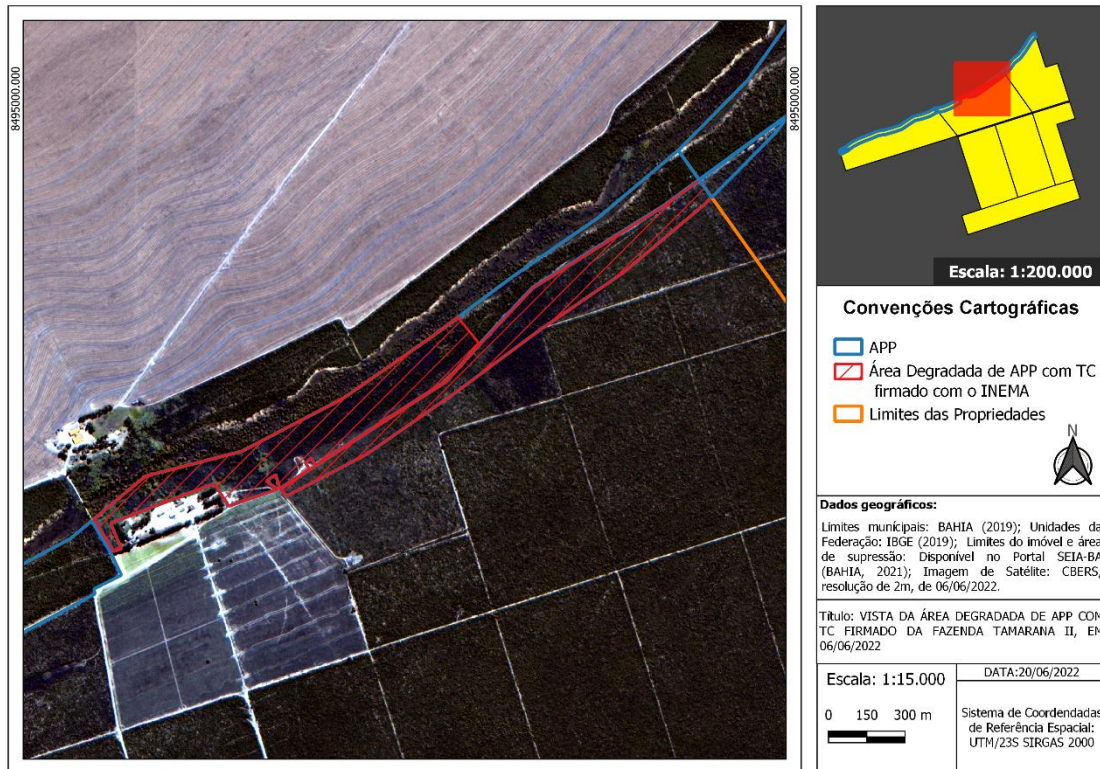 8495000.000
8495000.000
Escala: 1:200.000
Convenções Cartográficas
APP
Área Degradada de APP com TC
firmado com o INEMA
Limites das Propriedades
N
Dados geográficos:
Limites municipais: BAHIA (2019); Unidades da
Federação: IBGE (2019); Limites do imóvel e área
de supressão: Disponível no Portal SEIA-BA
(BAHIA, 2021); Imagem de Satélite: CBERS,
resolução de 2m, de 06/06/2022.
Título: VISTA DA ÁREA DEGRADADA DE APP COM
TC FIRMADO DA FAZENDA TAMARANA II, EM
06/06/2022
Escala: 1:15.000
0 150 300 m
DATA:20/06/2022
Sistema de Coordendadas
de Referência Espacial:
UTM/23S SIRGAS 2000